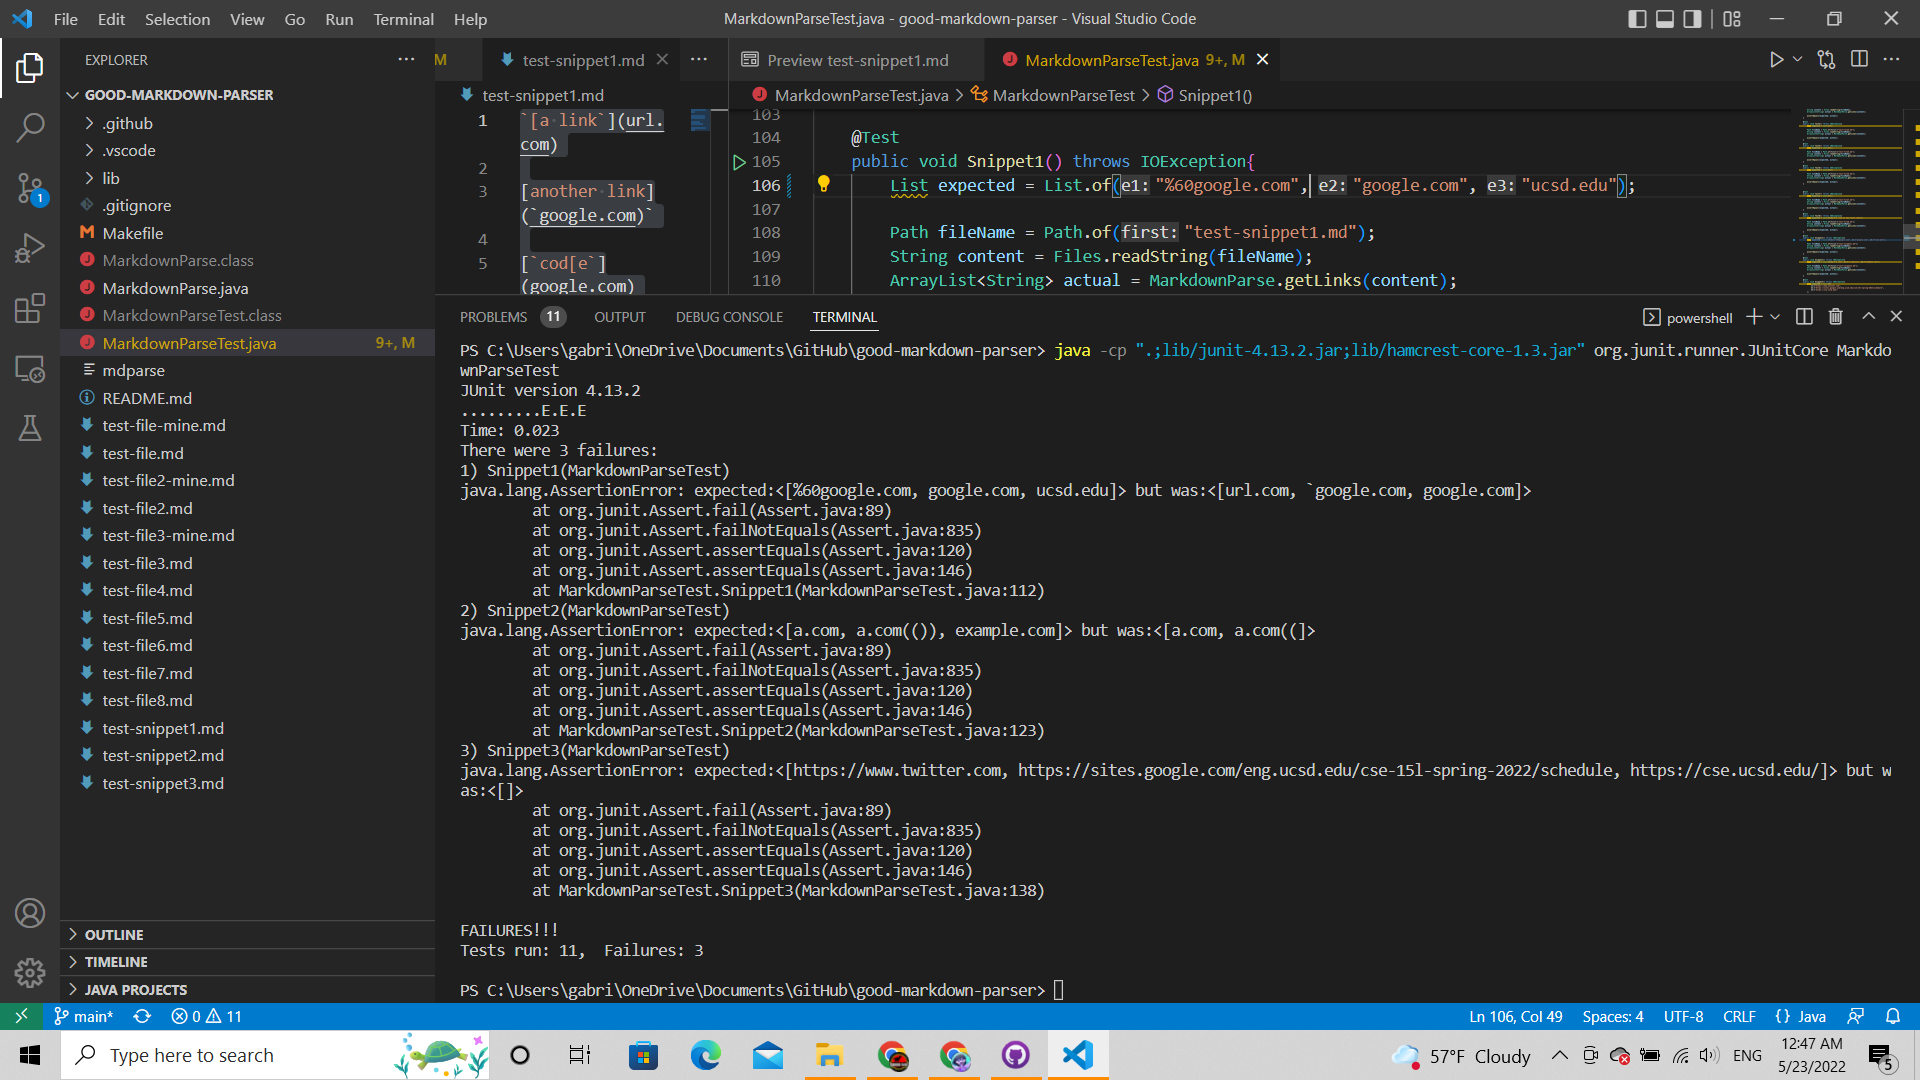 File Edit Selection View Go Run Terminal Help
MarkdownParseTest.java - good-markdown-parser - Visual Studio Code
EXPLORER
GOOD-MARKDOWN-PARSER
.github
.vscode
lib
.gitignore
Makefile
MarkdownParse.class
MarkdownParse.java
MarkdownParseTest.class
MarkdownParseTest.java 9+, M
mdparse
README.md
test-file-mine.md
test-file.md
test-file2-mine.md
test-file2.md
test-file3-mine.md
test-file3.md
test-file4.md
test-file5.md
test-file6.md
test-file7.md
test-file8.md
test-snippet1.md
test-snippet2.md
test-snippet3.md
OUTLINE
TIMELINE
JAVA PROJECTS
1
M
test-snippet1.md
test-snippet1.md
1 `[a link`](url.
com)
2
3 [another link]
(`google.com)`
4
5 [`cod[e`]
(google.com)
Preview test-snippet1.md
MarkdownParseTest.java 9+, M
MarkdownParseTest.java > MarkdownParseTest > Snippet1()
103
104 @Test
105 public void Snippet1() throws IOException{
106 List expected = List.of(e1: "%60google.com", e2: "google.com", e3: "ucsd.edu");
107
108 Path fileName = Path.of(first: "test-snippet1.md");
109 String content = Files.readString(fileName);
110 ArrayList<String> actual = MarkdownParse.getLinks(content);
PROBLEMS 11 OUTPUT DEBUG CONSOLE TERMINAL
powershell
PS C:\Users\gabri\OneDrive\Documents\GitHub\good-markdown-parser> java -cp ".;lib/junit-4.13.2.jar;lib/hamcrest-core-1.3.jar" org.junit.runner.JUnitCore Markdo
wnParseTest
JUnit version 4.13.2
.........E.E.E
Time: 0.023
There were 3 failures:
1) Snippet1(MarkdownParseTest)
java.lang.AssertionError: expected:<[%60google.com, google.com, ucsd.edu]> but was:<[url.com, `google.com, google.com]>
at org.junit.Assert.fail(Assert.java:89)
at org.junit.Assert.failNotEquals(Assert.java:835)
at org.junit.Assert.assertEquals(Assert.java:120)
at org.junit.Assert.assertEquals(Assert.java:146)
at MarkdownParseTest.Snippet1(MarkdownParseTest.java:112)
2) Snippet2(MarkdownParseTest)
java.lang.AssertionError: expected:<[a.com, a.com(()), example.com]> but was:<[a.com, a.com((]>
at org.junit.Assert.fail(Assert.java:89)
at org.junit.Assert.failNotEquals(Assert.java:835)
at org.junit.Assert.assertEquals(Assert.java:120)
at org.junit.Assert.assertEquals(Assert.java:146)
at MarkdownParseTest.Snippet2(MarkdownParseTest.java:123)
3) Snippet3(MarkdownParseTest)
java.lang.AssertionError: expected:<[https://www.twitter.com, https://sites.google.com/eng.ucsd.edu/cse-15l-spring-2022/schedule, https://cse.ucsd.edu/]> but w
as:<[]>
at org.junit.Assert.fail(Assert.java:89)
at org.junit.Assert.failNotEquals(Assert.java:835)
at org.junit.Assert.assertEquals(Assert.java:120)
at org.junit.Assert.assertEquals(Assert.java:146)
at MarkdownParseTest.Snippet3(MarkdownParseTest.java:138)
FAILURES!!!
Tests run: 11,  Failures: 3
PS C:\Users\gabri\OneDrive\Documents\GitHub\good-markdown-parser>
main* 0 11
Ln 106, Col 49 Spaces: 4 UTF-8 CRLF {} Java
Type here to search
57°F Cloudy ENG
12:47 AM
5/23/2022
5